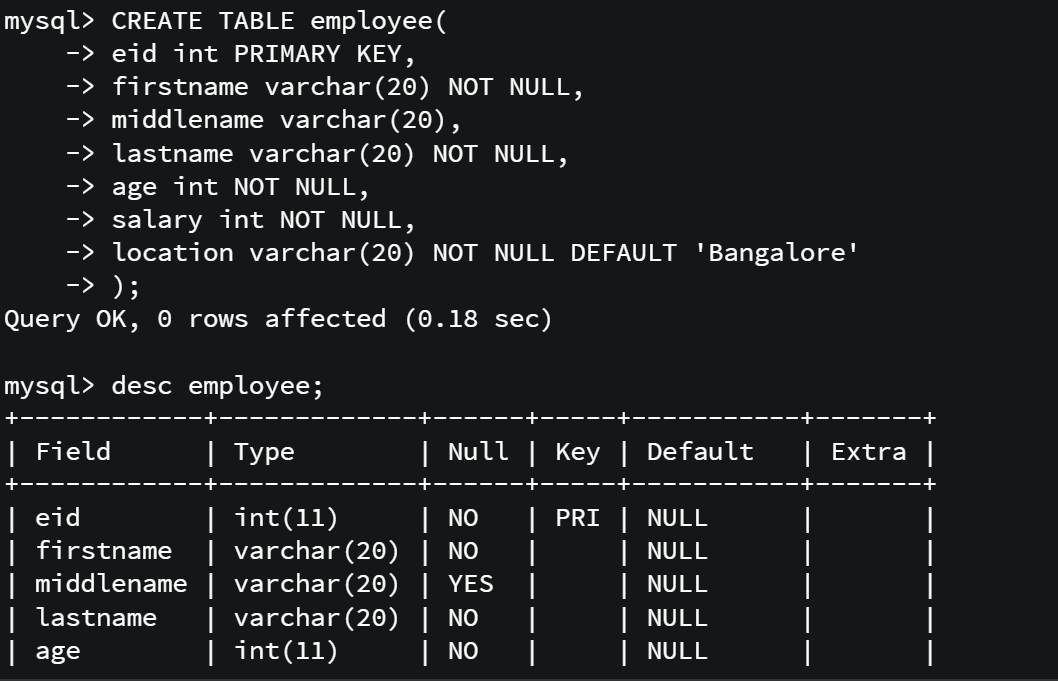 mysql> CREATE TABLE employee(
    -> eid int PRIMARY KEY,
    -> firstname varchar(20) NOT NULL,
    -> middlename varchar(20),
    -> lastname varchar(20) NOT NULL,
    -> age int NOT NULL,
    -> salary int NOT NULL,
    -> location varchar(20) NOT NULL DEFAULT 'Bangalore'
    -> );
Query OK, 0 rows affected (0.18 sec)

mysql> desc employee;
+------------+-------------+------+-----+-----------+-------+
| Field      | Type        | Null | Key | Default   | Extra |
+------------+-------------+------+-----+-----------+-------+
| eid        | int(11)     | NO   | PRI | NULL      |       |
| firstname  | varchar(20) | NO   |     | NULL      |       |
| middlename | varchar(20) | YES  |     | NULL      |       |
| lastname   | varchar(20) | NO   |     | NULL      |       |
| age        | int(11)     | NO   |     | NULL      |       |